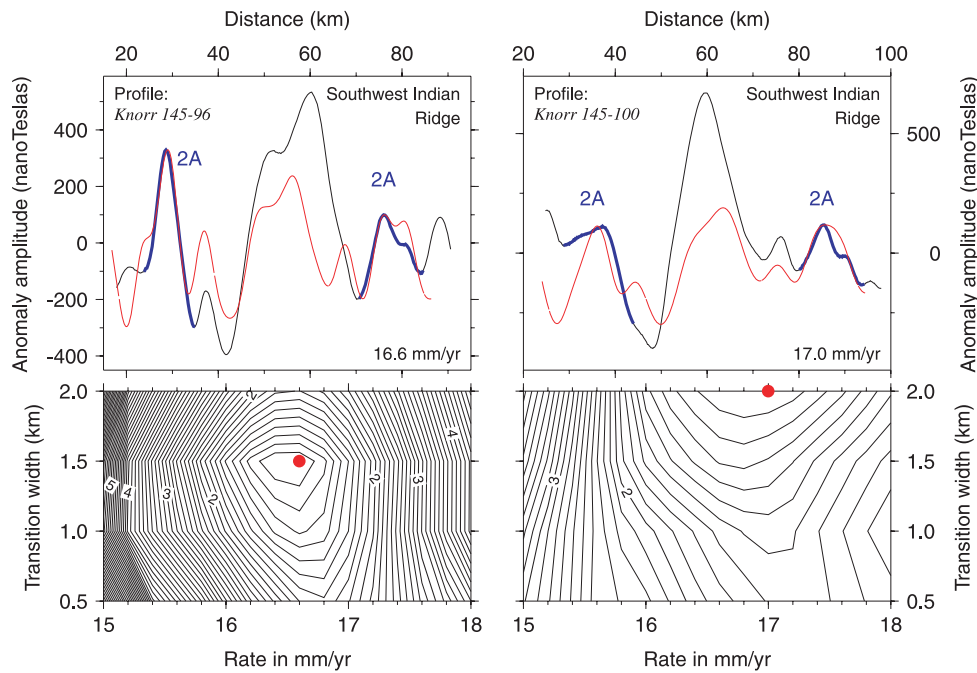 Distance (km)
20 40 60 80
Anomaly amplitude (nanoTeslas)
400
200
0
-200
-400
Profile:
Knorr 145-96
Southwest Indian
Ridge
2A
2A
16.6 mm/yr
Transition width (km)
2.0
1.5
1.0
0.5
5 4 3 2 2 2 3 4
15 16 17 18
Rate in mm/yr
Distance (km)
20 40 60 80 100
Profile:
Knorr 145-100
Southwest Indian
Ridge
2A
2A
17.0 mm/yr
500
0
Anomaly amplitude (nanoTeslas)
3 2
2.0
1.5
1.0
0.5
Transition width (km)
15 16 17 18
Rate in mm/yr